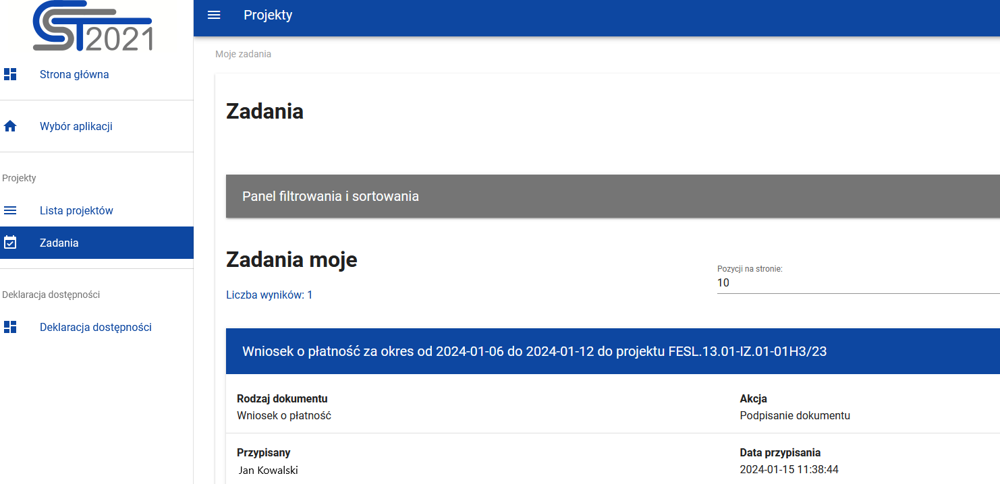 CST2021
Projekty
Moje zadania
Strona główna
Wybór aplikacji
Projekty
Lista projektów
Zadania
Deklaracja dostępności
Deklaracja dostępności
Zadania
Panel filtrowania i sortowania
Zadania moje
Liczba wyników: 1
Pozycji na stronie:
10
Wniosek o płatność za okres od 2024-01-06 do 2024-01-12 do projektu FESL.13.01-IZ.01-01H3/23
Rodzaj dokumentu
Wniosek o płatność
Akcja
Podpisanie dokumentu
Przypisany
Jan Kowalski
Data przypisania
2024-01-15 11:38:44